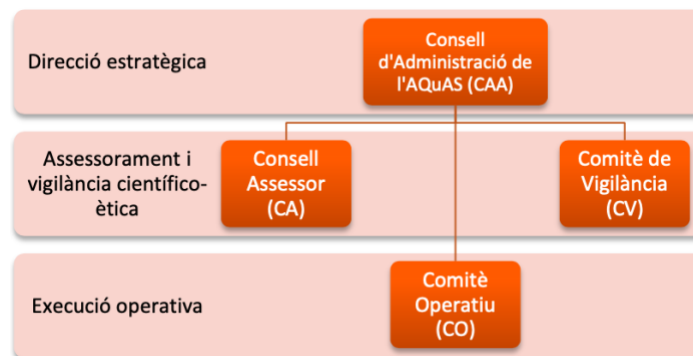 Direcció estratègica
Consell
d'Administració de
l'AQuAS (CAA)
Assessorament i
vigilància científico-
ètica
Consell
Assessor
(CA)
Comitè de
Vigilància
(CV)
Execució operativa
Comitè
Operatiu
(CO)